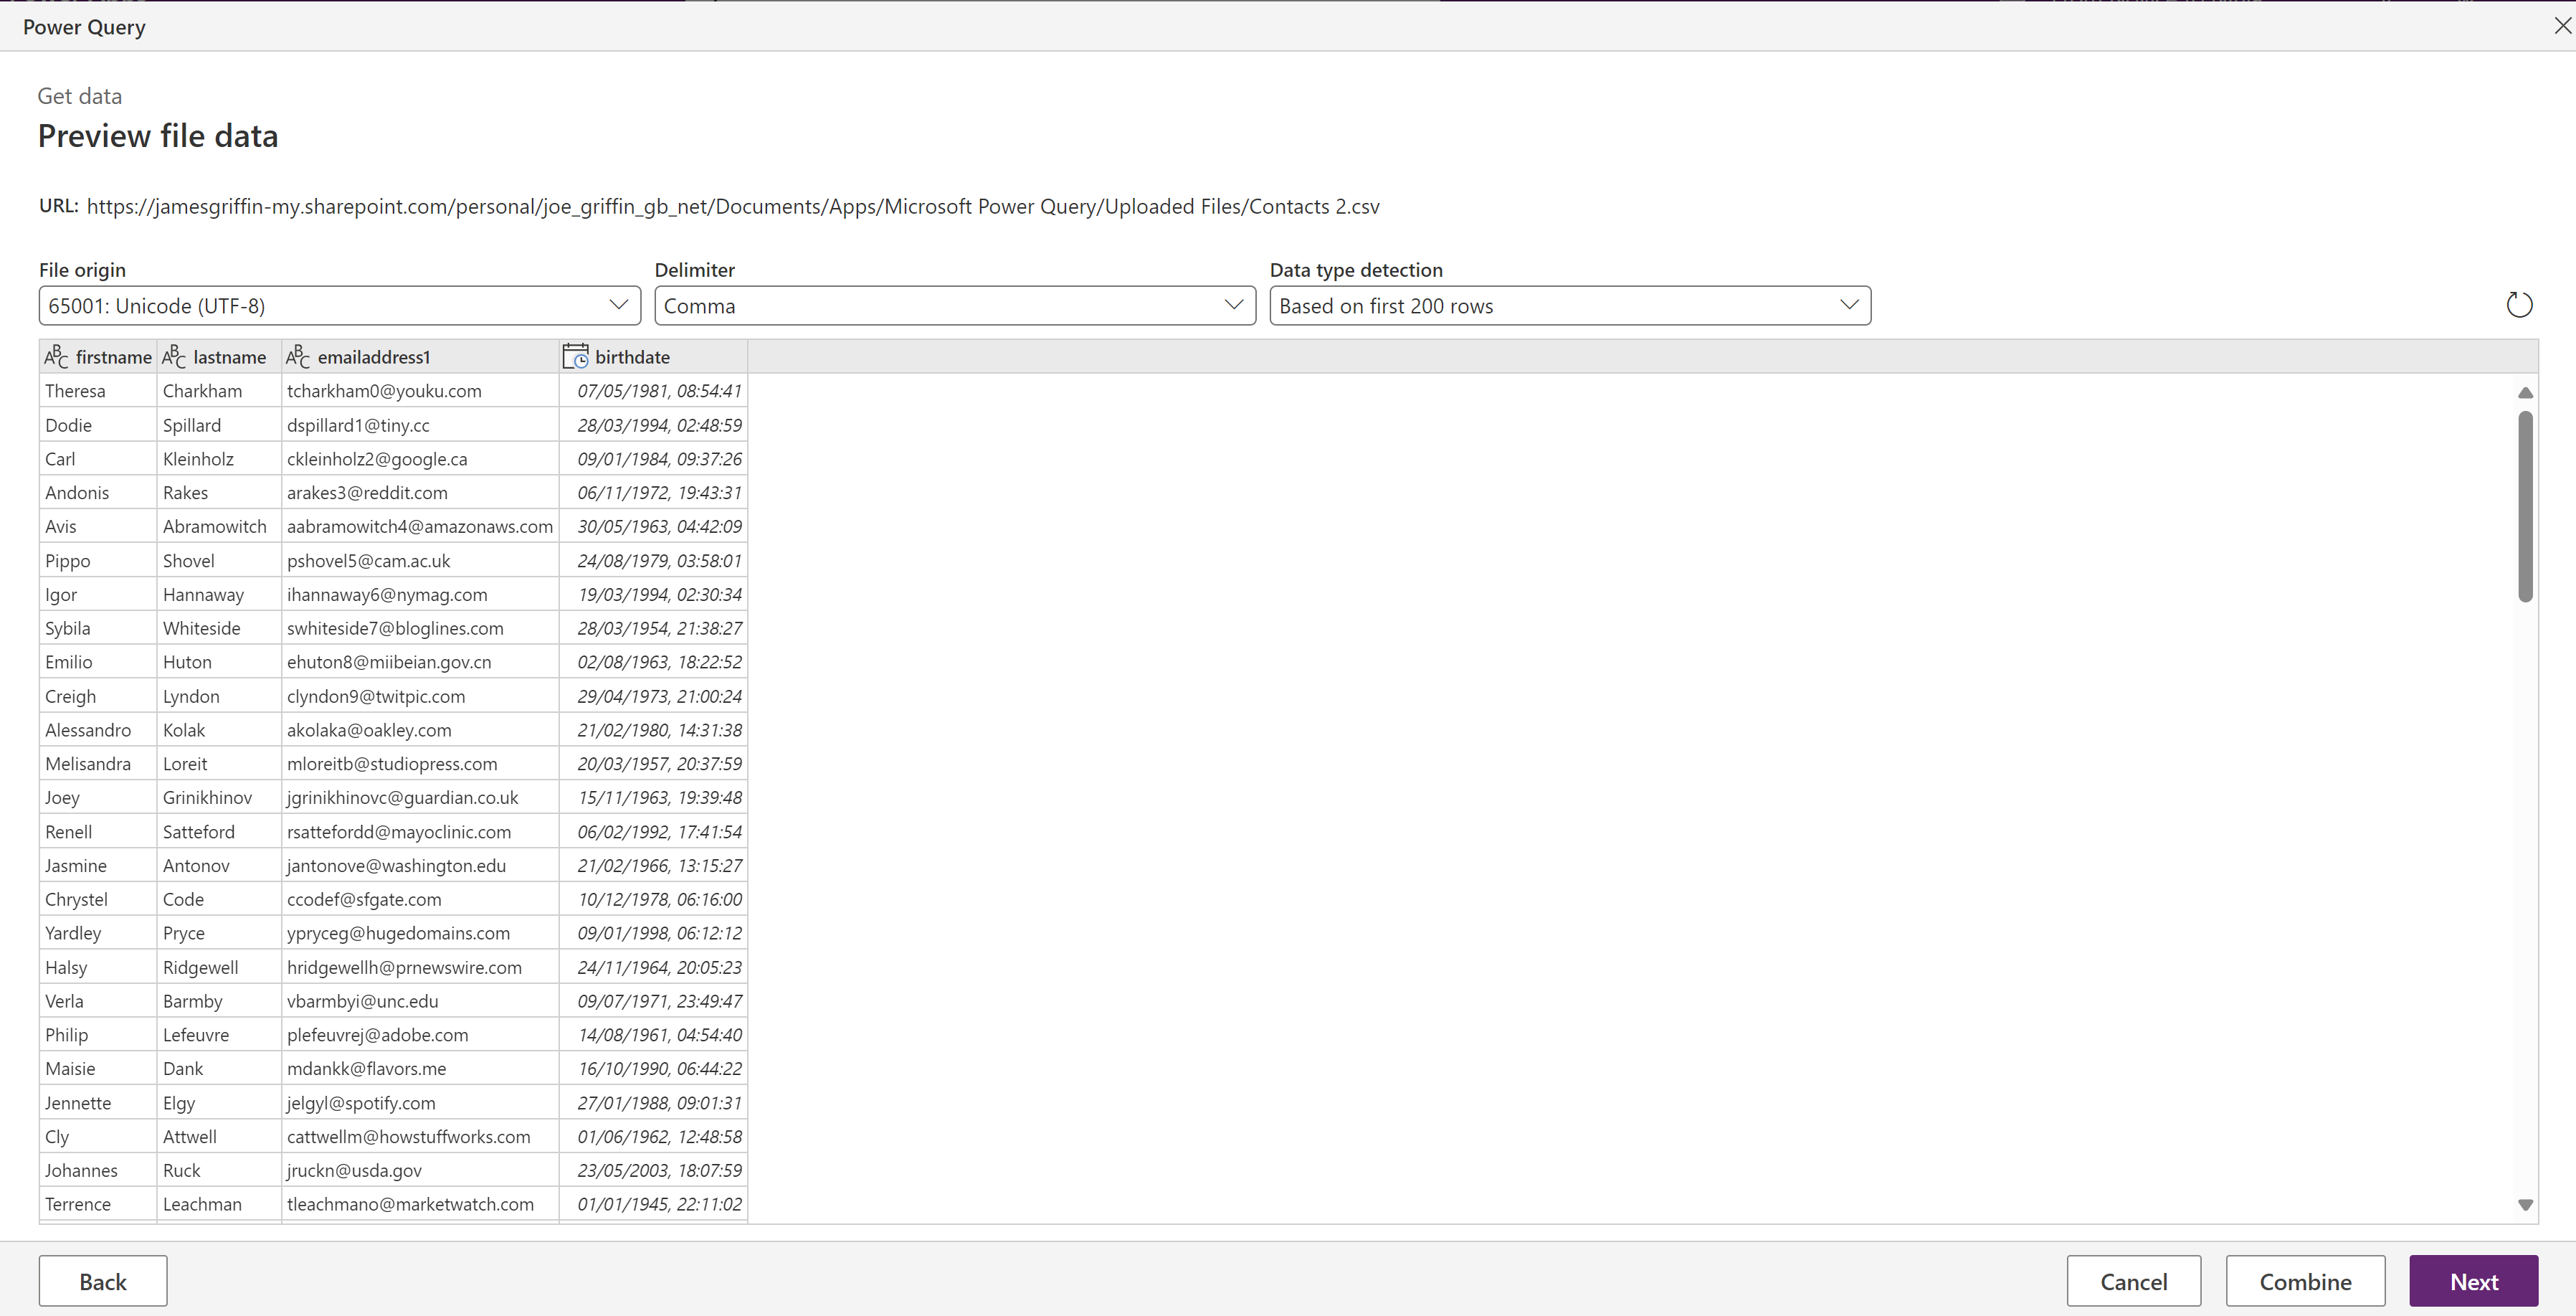 Power Query
Get data
Preview file data
URL: https://jamesgriffin-my.sharepoint.com/personal/joe_griffin_gb_net/Documents/Apps/Microsoft Power Query/Uploaded Files/Contacts 2.csv
File origin Delimiter Data type detection
65001: Unicode (UTF-8) Comma Based on first 200 rows
ABC firstname ABC lastname ABC emailaddress1 birthdate
Theresa Charkham tcharkham0@youku.com 07/05/1981, 08:54:41
Dodie Spillard dspillard1@tiny.cc 28/03/1994, 02:48:59
Carl Kleinholz ckleinholz2@google.ca 09/01/1984, 09:37:26
Andonis Rakes arakes3@reddit.com 06/11/1972, 19:43:31
Avis Abramowitch aabramowitch4@amazonaws.com 30/05/1963, 04:42:09
Pippo Shovel pshovel5@cam.ac.uk 24/08/1979, 03:58:01
Igor Hannaway ihannaway6@nymag.com 19/03/1994, 02:30:34
Sybila Whiteside swhiteside7@bloglines.com 28/03/1954, 21:38:27
Emilio Huton ehuton8@miibeian.gov.cn 02/08/1963, 18:22:52
Creigh Lyndon clyndon9@twitpic.com 29/04/1973, 21:00:24
Alessandro Kolak akolaka@oakley.com 21/02/1980, 14:31:38
Melisandra Loreit mloreitb@studiopress.com 20/03/1957, 20:37:59
Joey Grinikhinov jgrinikhinovc@guardian.co.uk 15/11/1963, 19:39:48
Renell Satteford rsattefordd@mayoclinic.com 06/02/1992, 17:41:54
Jasmine Antonov jantonove@washington.edu 21/02/1966, 13:15:27
Chrystel Code ccodef@sfgate.com 10/12/1978, 06:16:00
Yardley Pryce ypryceg@hugedomains.com 09/01/1998, 06:12:12
Halsy Ridgewell hridgewellh@prnewswire.com 24/11/1964, 20:05:23
Verla Barmby vbarmbyi@unc.edu 09/07/1971, 23:49:47
Philip Lefeuvre plefeuvrej@adobe.com 14/08/1961, 04:54:40
Maisie Dank mdankk@flavors.me 16/10/1990, 06:44:22
Jennette Elgy jelgyl@spotify.com 27/01/1988, 09:01:31
Cly Attwell cattwellm@howstuffworks.com 01/06/1962, 12:48:58
Johannes Ruck jruckn@usda.gov 23/05/2003, 18:07:59
Terrence Leachman tleachmano@marketwatch.com 01/01/1945, 22:11:02
Back Cancel Combine Next